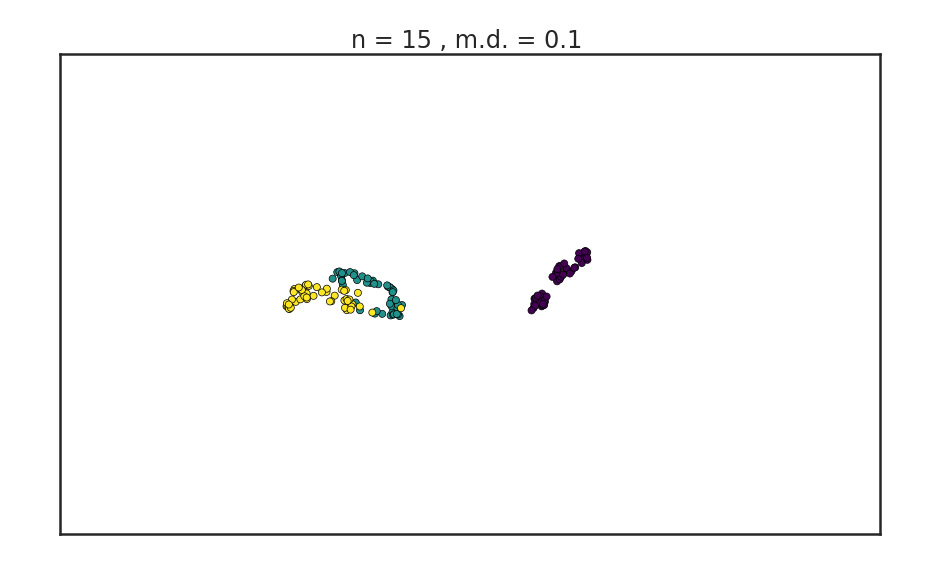 n = 15 , m.d. = 0.1